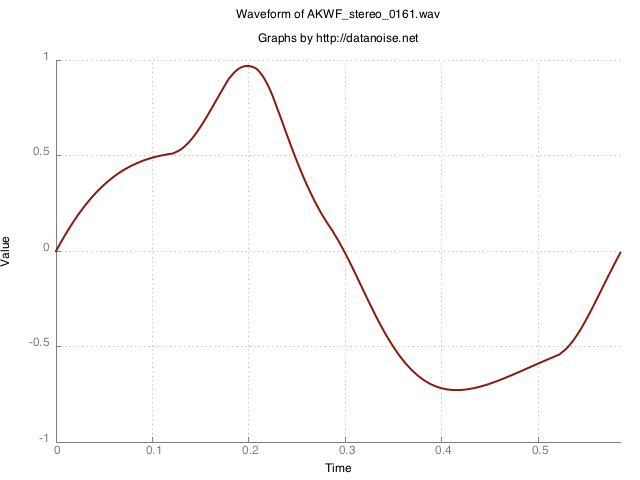 Waveform of AKWF_stereo_0161.wav
Graphs by http://datanoise.net
1
0.5
0
-0.5
-1
Value
0 0.1 0.2 0.3 0.4 0.5
Time